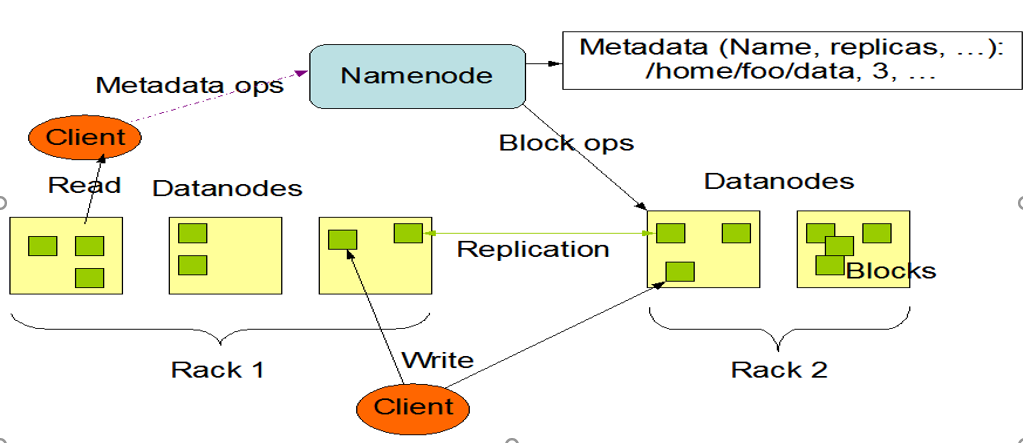 Metadata (Name, replicas, ...):
/home/foo/data, 3, ...
Namenode
Metadata ops
Client
Block ops
Read
Datanodes
Datanodes
Replication
Blocks
Rack 1
Write
Rack 2
Client